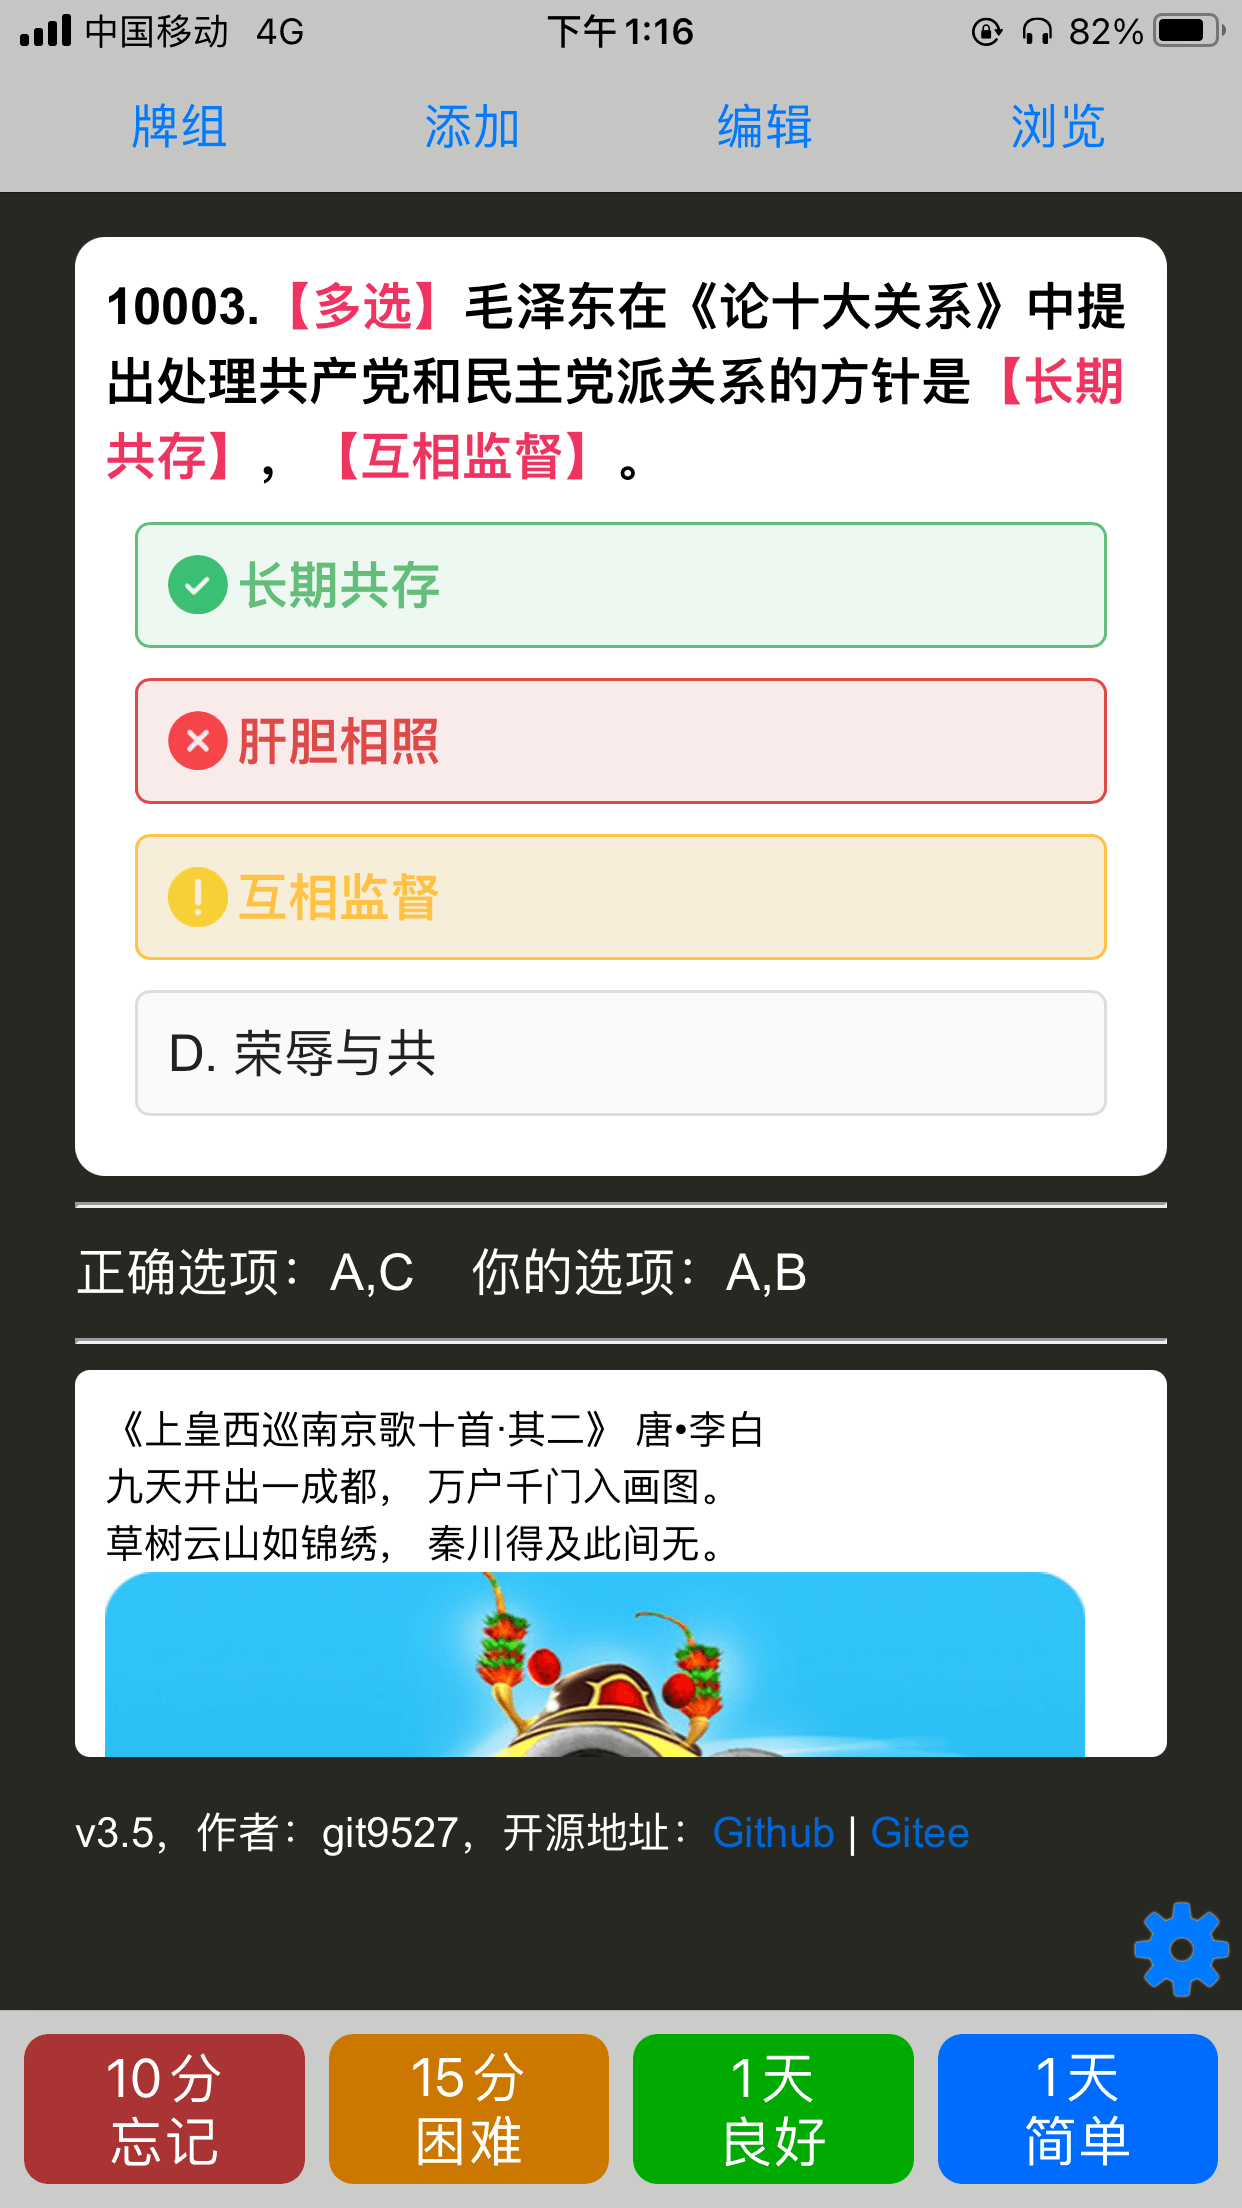 中国移动 4G 下午1:16 82%
牌组 添加 编辑 浏览
10003.【多选】毛泽东在《论十大关系》中提
出处理共产党和民主党派关系的方针是【长期
共存】，【互相监督】。
长期共存
肝胆相照
互相监督
D. 荣辱与共
正确选项：A,C 你的选项：A,B
《上皇西巡南京歌十首·其二》 唐•李白
九天开出一成都， 万户千门入画图。
草树云山如锦绣， 秦川得及此间无。
v3.5，作者：git9527，开源地址：Github | Gitee
10分 15分 1天 1天
忘记 困难 良好 简单